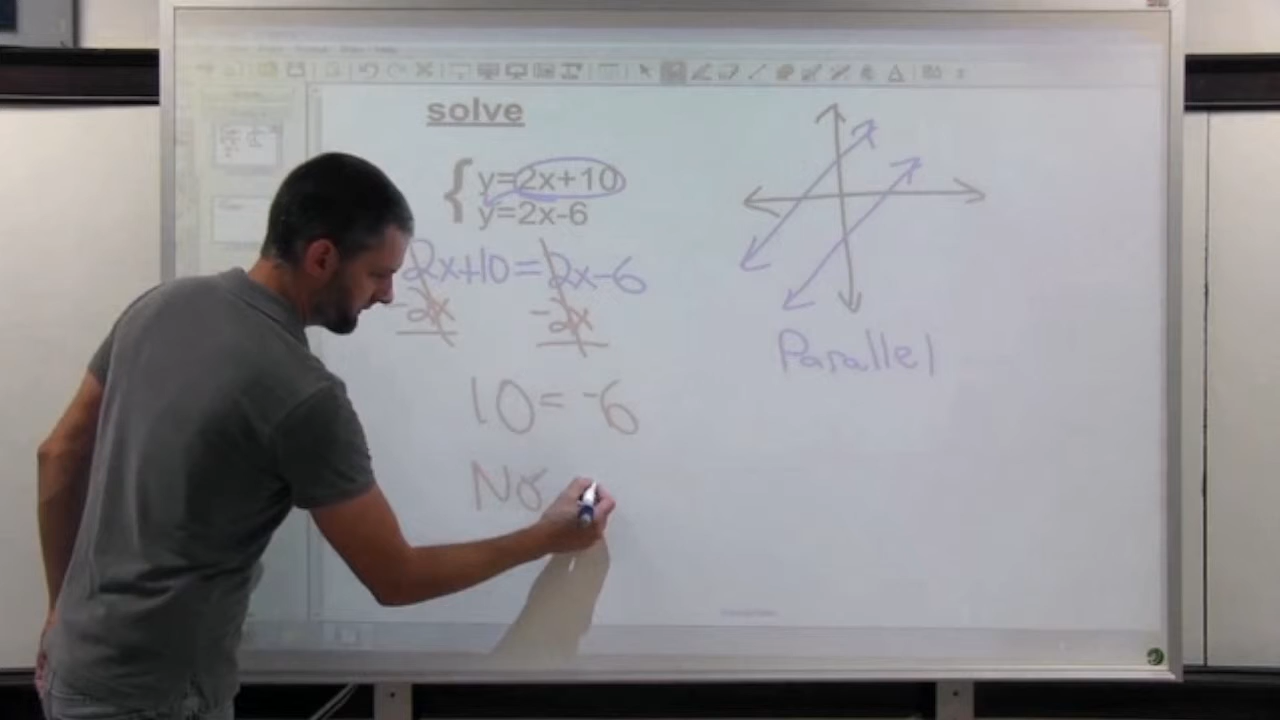 solve
y=2x+10
y=2x-6
2x+10=2x-6
-2x -2x
10=-6
No
Parallel